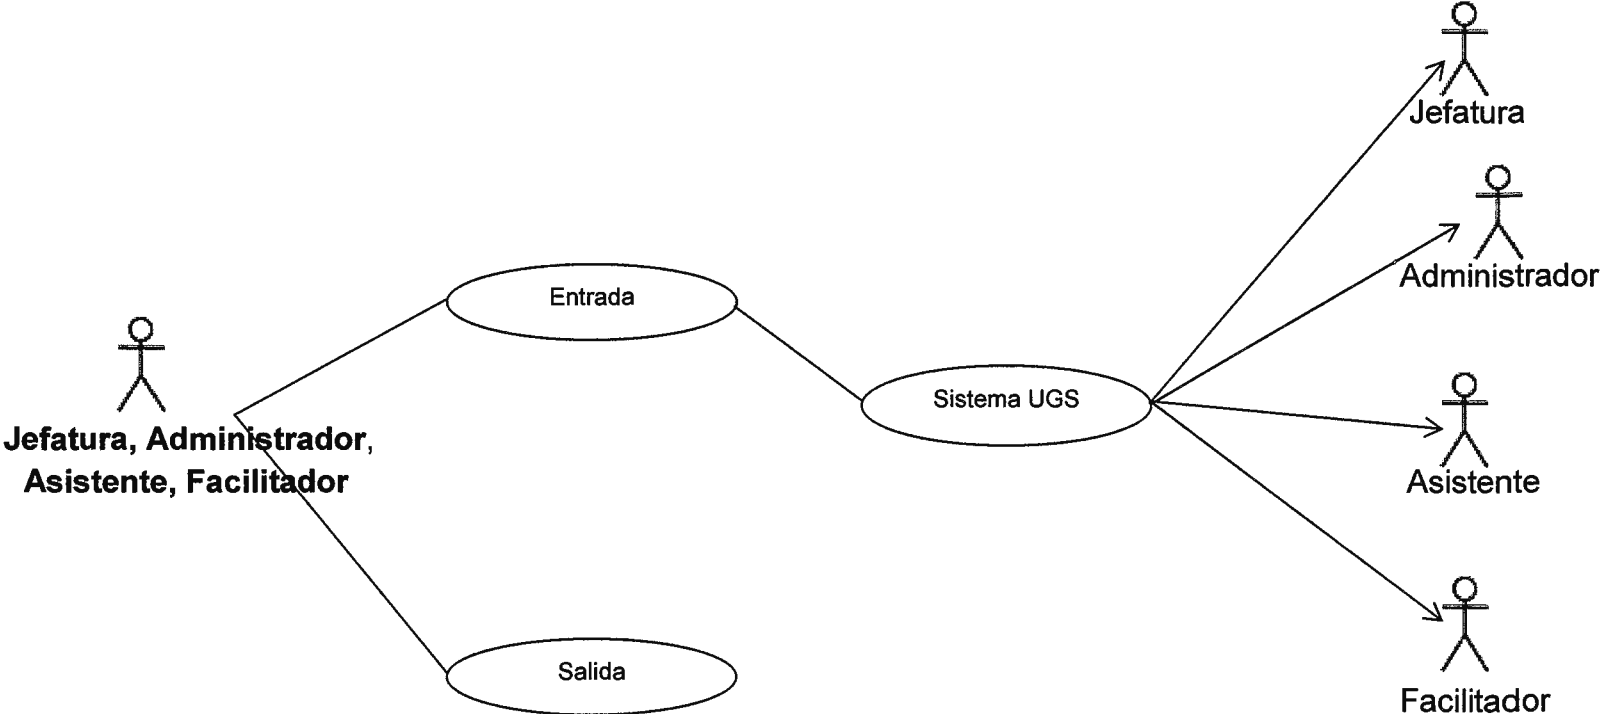 Jefatura
Administrador
Entrada
Sistema UGS
Jefatura, Administrador,
Asistente, Facilitador
Asistente
Salida
Facilitador